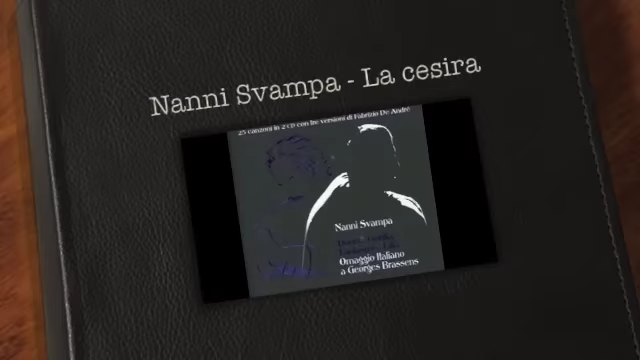 Nanni Svampa - La cesira
25 canzoni in 2 CD con tre versioni di Fabrizio De André
Nanni Svampa
Omaggio Italiano
a Georges Brassens